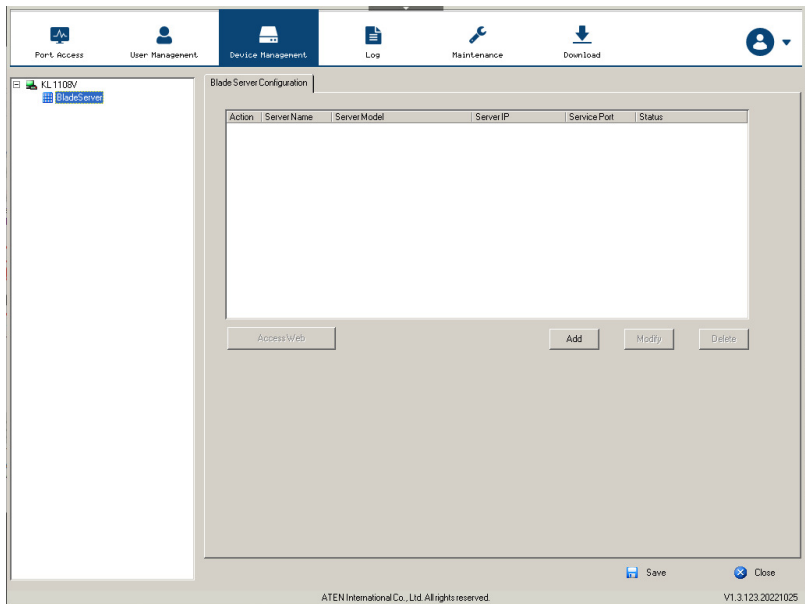 Port Access User Management Device Management Log Maintenance Download
KL1108V
BladeServer
Blade Server Configuration
Action Server Name Server Model Server IP Service Port Status
Access Web Add Modify Delete
Save Close
ATEN International Co., Ltd. All rights reserved. V1.3.123.20221025